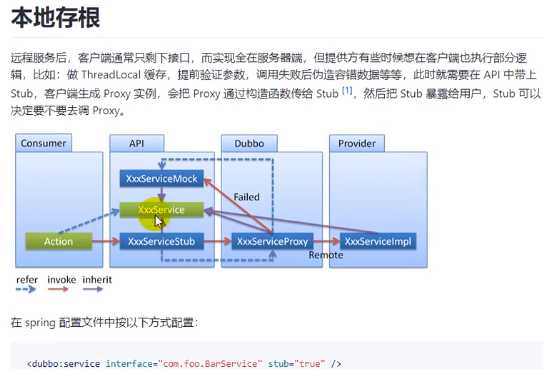 本地存根
远程服务后，客户端通常只剩下接口，而实现全在服务器端，但提供方有些时候想在客户端也执行部分逻
辑，比如：做 ThreadLocal 缓存，提前验证参数，调用失败后伪造容错数据等等，此时就需要在 API 中带上
Stub，客户端生成 Proxy 实例，会把 Proxy 通过构造函数传给 Stub [1]，然后把 Stub 暴露给用户，Stub 可以
决定要不要去调 Proxy。
Consumer
API
Dubbo
Provider
XxxServiceMock
Failed
XxxService
Action
XxxServiceStub
XxxServiceProxy
XxxServiceImpl
Remote
refer invoke inherit
在 spring 配置文件中按以下方式配置：
<dubbo:service interface="com.foo.BarService" stub="true" />